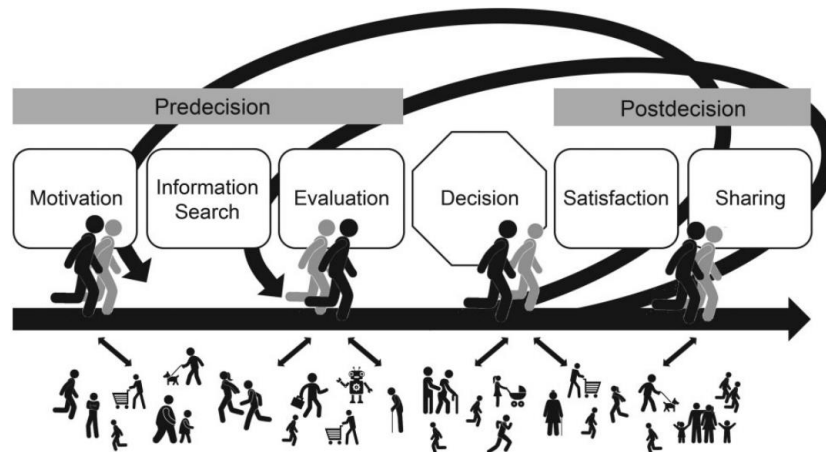 Predecision
Postdecision
Motivation
Information
Search
Evaluation
Decision
Satisfaction
Sharing